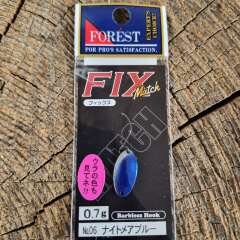 FOREST
FOR PRO'S SATISFACTION.
EXPERT'S CHOICE!
FIX
Match
フィックス
ウラの色も
見てネ!!
0.7g
Barbless Hook
No.06 ナイトメアブルー